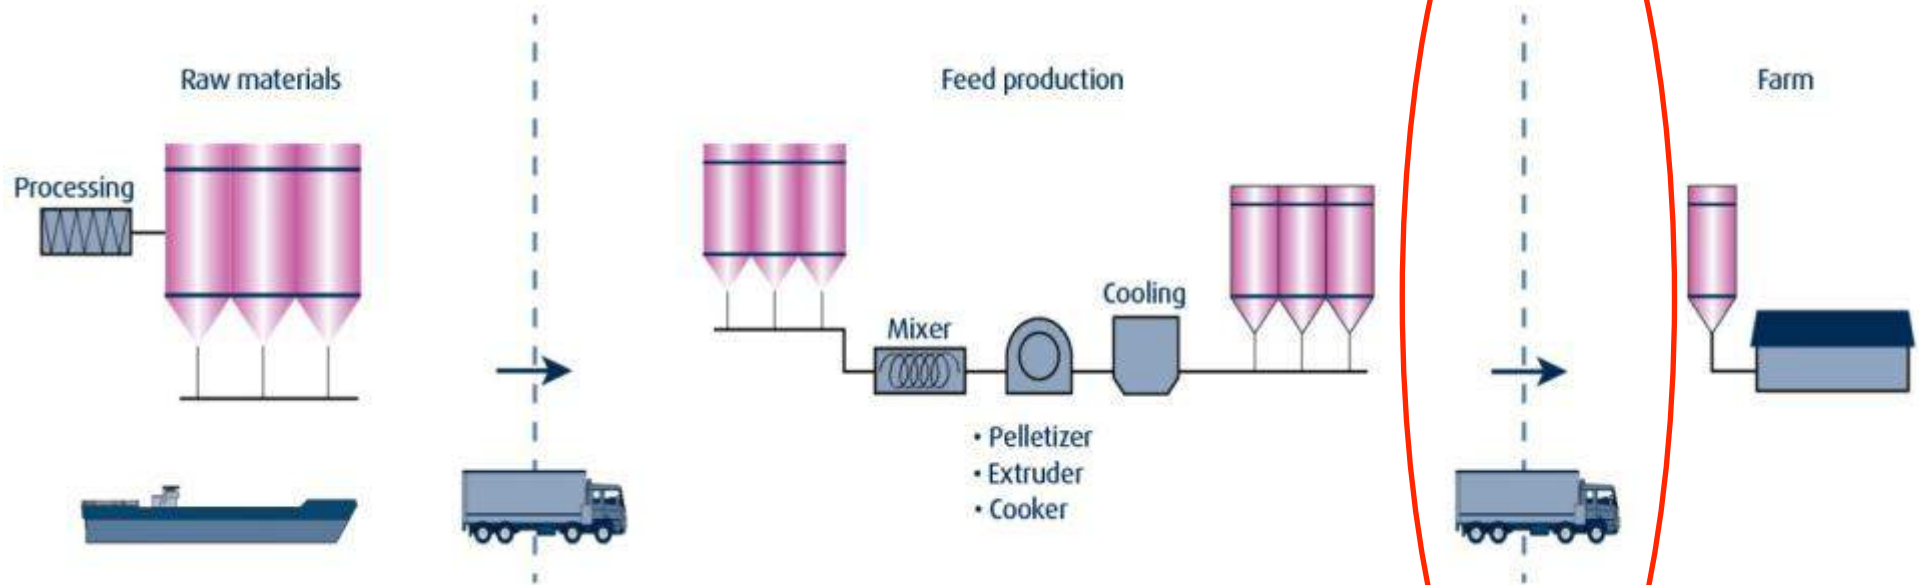 Raw materials
Feed production
Farm
Processing
Cooling
Mixer
• Pelletizer
• Extruder
• Cooker